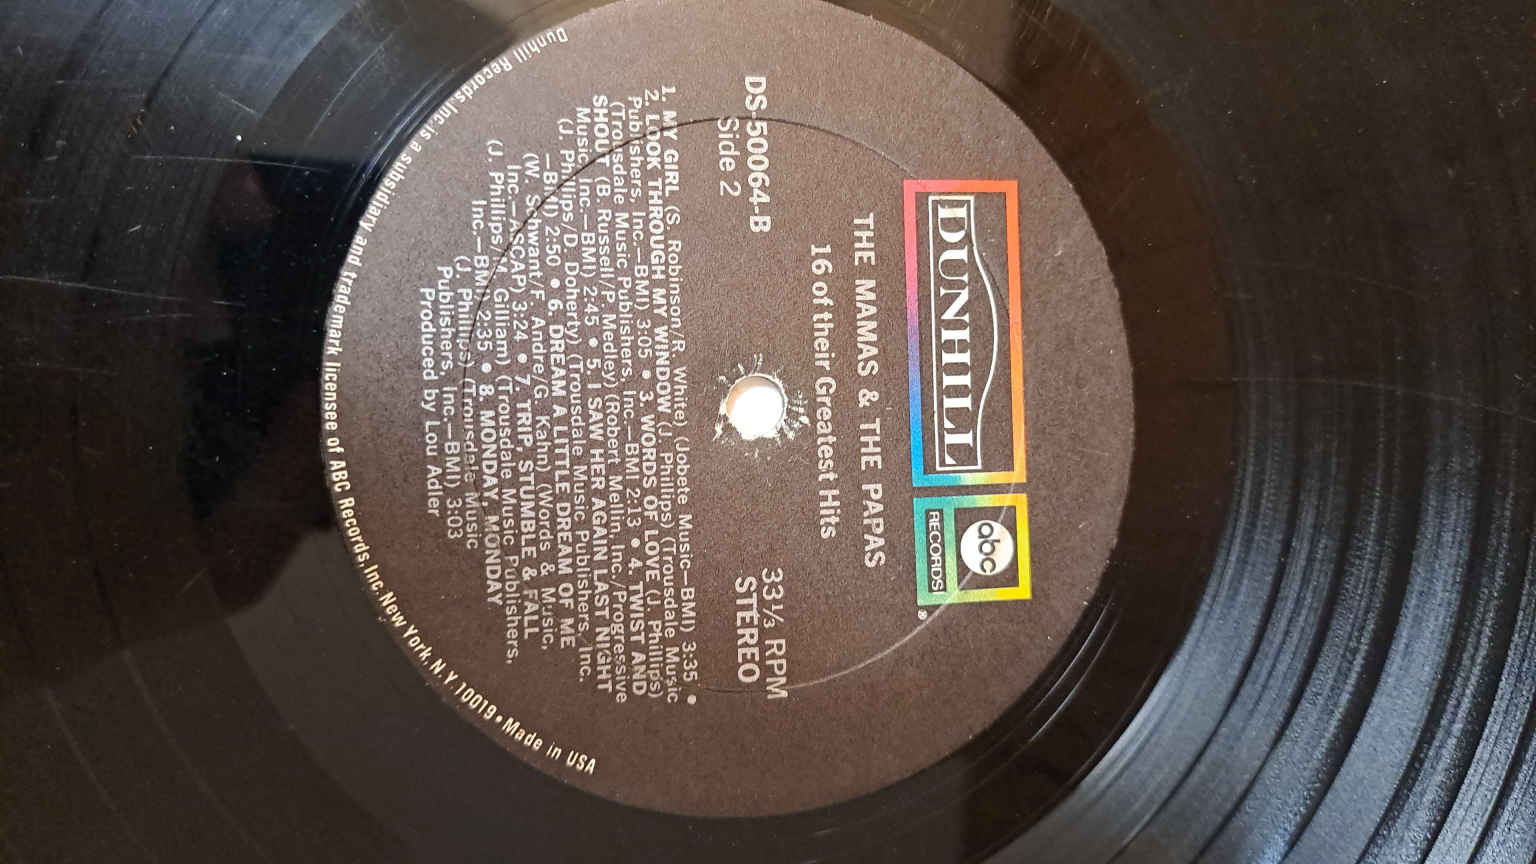 DUNHILL
abc
RECORDS
®
THE MAMAS & THE PAPAS
16 of their Greatest Hits
DS-50064-B
Side 2
33⅓ RPM
STEREO
1. MY GIRL (S. Robinson/R. White) (Jobete Music—BMI) 3:35 •
2. LOOK THROUGH MY WINDOW (J. Phillips) (Trousdale Music
Publishers, Inc.—BMI) 3:05 • 3. WORDS OF LOVE (J. Phillips)
(Trousdale Music Publishers, Inc.—BMI 2:13 • 4. TWIST AND
SHOUT (B. Russell/P. Medley) (Robert Mellin, Inc./Progressive
Music, Inc.—BMI) 2:45 • 5. I SAW HER AGAIN LAST NIGHT
(J. Phillips/D. Doherty) (Trousdale Music Publishers, Inc.
—BMI) 2:50 • 6. DREAM A LITTLE DREAM OF ME
(W. Schwant/F. Andre/G. Kahn) (Words & Music,
Inc.—ASCAP) 3:24 • 7. TRIP, STUMBLE & FALL
(J. Phillips/M. Gilliam) (Trousdale Music Publishers,
Inc.—BMI) 2:35 • 8. MONDAY, MONDAY
(J. Phillips) (Trousdale Music
Publishers, Inc.—BMI) 3:03
Produced by Lou Adler
Dunhill Records, Inc. is a subsidiary and trademark licensee of ABC Records, Inc. New York, N.Y. 10019 • Made in USA